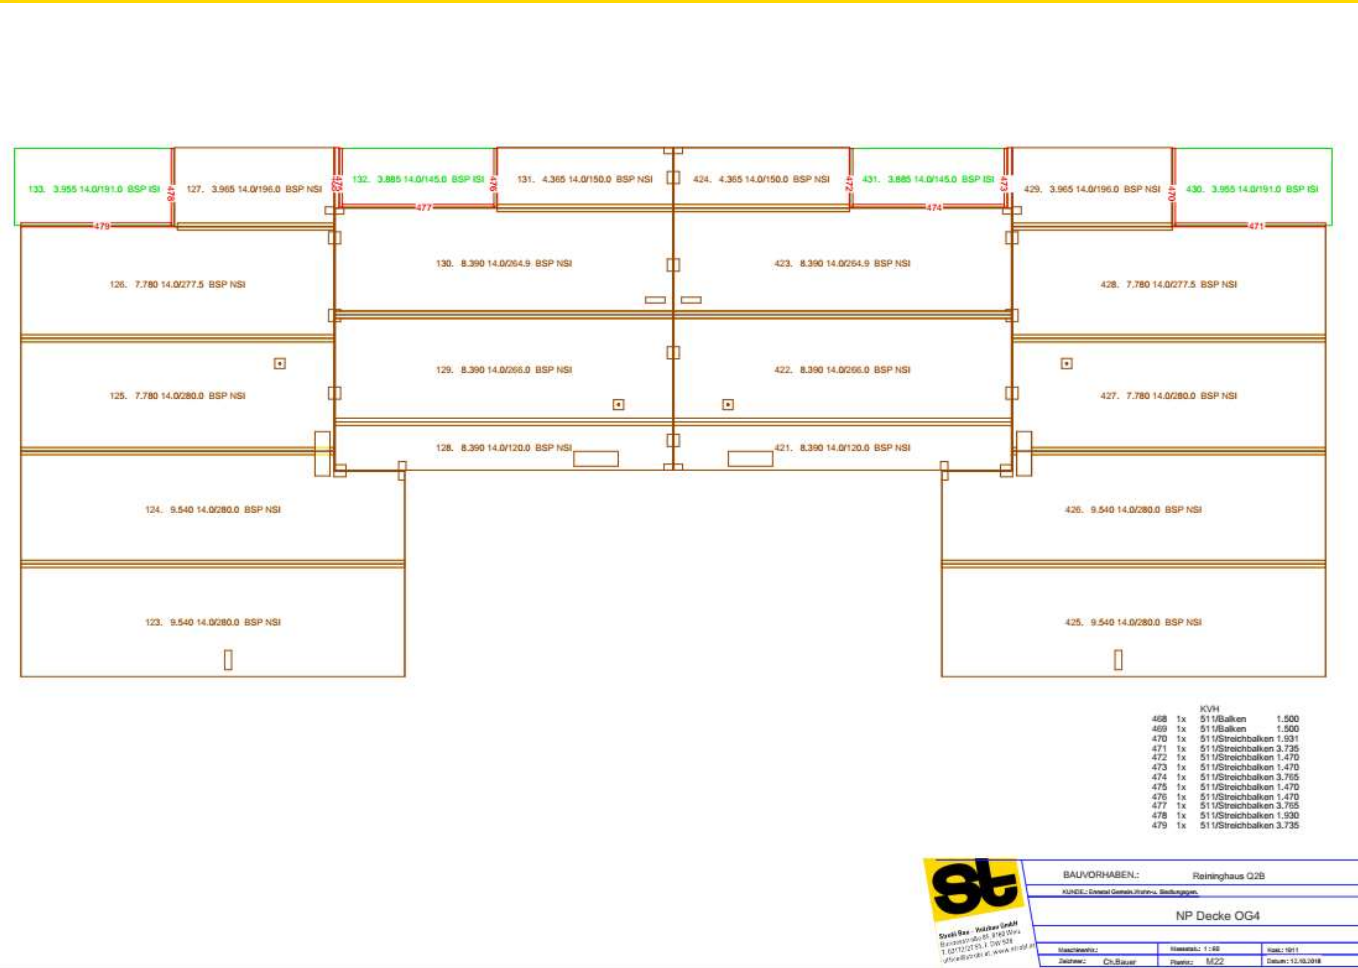 133. 3.955 14.0/191.0 BSP ISI
478
127. 3.965 14.0/196.0 BSP NSI
132. 3.885 14.0/145.0 BSP ISI
476
131. 4.365 14.0/150.0 BSP NSI
424. 4.365 14.0/150.0 BSP NSI
472
431. 3.885 14.0/145.0 BSP ISI
473
429. 3.965 14.0/196.0 BSP NSI
470
430. 3.955 14.0/191.0 BSP ISI
479
477
474
471
126. 7.780 14.0/277.5 BSP NSI
130. 8.390 14.0/264.9 BSP NSI
423. 8.390 14.0/264.9 BSP NSI
428. 7.780 14.0/277.5 BSP NSI
125. 7.780 14.0/280.0 BSP NSI
129. 8.390 14.0/266.0 BSP NSI
422. 8.390 14.0/266.0 BSP NSI
427. 7.780 14.0/280.0 BSP NSI
128. 8.390 14.0/120.0 BSP NSI
421. 8.390 14.0/120.0 BSP NSI
124. 9.540 14.0/280.0 BSP NSI
426. 9.540 14.0/280.0 BSP NSI
123. 9.540 14.0/280.0 BSP NSI
425. 9.540 14.0/280.0 BSP NSI
KVH
468 1x 511/Balken 1.500
469 1x 511/Balken 1.500
470 1x 511/Streichbalken 1.931
471 1x 511/Streichbalken 3.735
472 1x 511/Streichbalken 1.470
473 1x 511/Streichbalken 1.470
474 1x 511/Streichbalken 3.765
475 1x 511/Streichbalken 1.470
476 1x 511/Streichbalken 1.470
477 1x 511/Streichbalken 3.765
478 1x 511/Streichbalken 1.930
479 1x 511/Streichbalken 3.735
st
Strobl Bau - Holzbau GmbH
BAUVORHABEN.: Reininghaus Q2B
KUNDE.: Ennstal Gemein.Wohn-u. Siedlungsgen.
NP Decke OG4
Maschinennr.: Massstab.: 1 : 65 Kost.: 1911
Zeichner.: Ch.Bauer Plannr.: M22 Datum: 12.10.2018